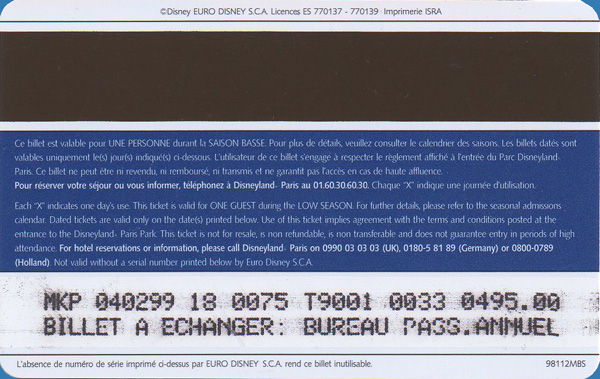 ©Disney EURO DISNEY S.C.A. Licences ES 770137 - 770139 Imprimerie ISRA
Ce billet est valable pour UNE PERSONNE durant la SAISON BASSE. Pour plus de détails, veuillez consulter le calendrier des saisons. Les billets datés sont
valables uniquement le(s) jour(s) indiqué(s) ci-dessous. L'utilisateur de ce billet s'engage à respecter le règlement affiché à l'entrée du Parc Disneyland-
Paris. Ce billet ne peut être ni revendu, ni remboursé, ni transmis et ne garantit pas l'accès en cas de haute affluence.
Pour réserver votre séjour ou vous informer, téléphonez à Disneyland- Paris au 01.60.30.60.30. Chaque "X" indique une journée d'utilisation.
Each "X" indicates one day's use. This ticket is valid for ONE GUEST during the LOW SEASON. For further details, please refer to the seasonal admissions
calendar. Dated tickets are valid only on the date(s) printed below. Use of this ticket implies agreement with the terms and conditions posted at the
entrance to the Disneyland- Paris Park. This ticket is not for resale, is non refundable, is non transferable and does not guarantee entry in periods of high
attendance. For hotel reservations or information, please call Disneyland- Paris on 0990 03 03 03 (UK), 0180-5 81 89 (Germany) or 0800-0789
(Holland). Not valid without a serial number printed below by Euro Disney S.C.A.
MKP 040299 18 0075 T9001 0033 0495.00
BILLET A ECHANGER: BUREAU PASS.ANNUEL
L'absence de numéro de série imprimé ci-dessus par EURO DISNEY S.C.A. rend ce billet inutilisable.
98112MBS